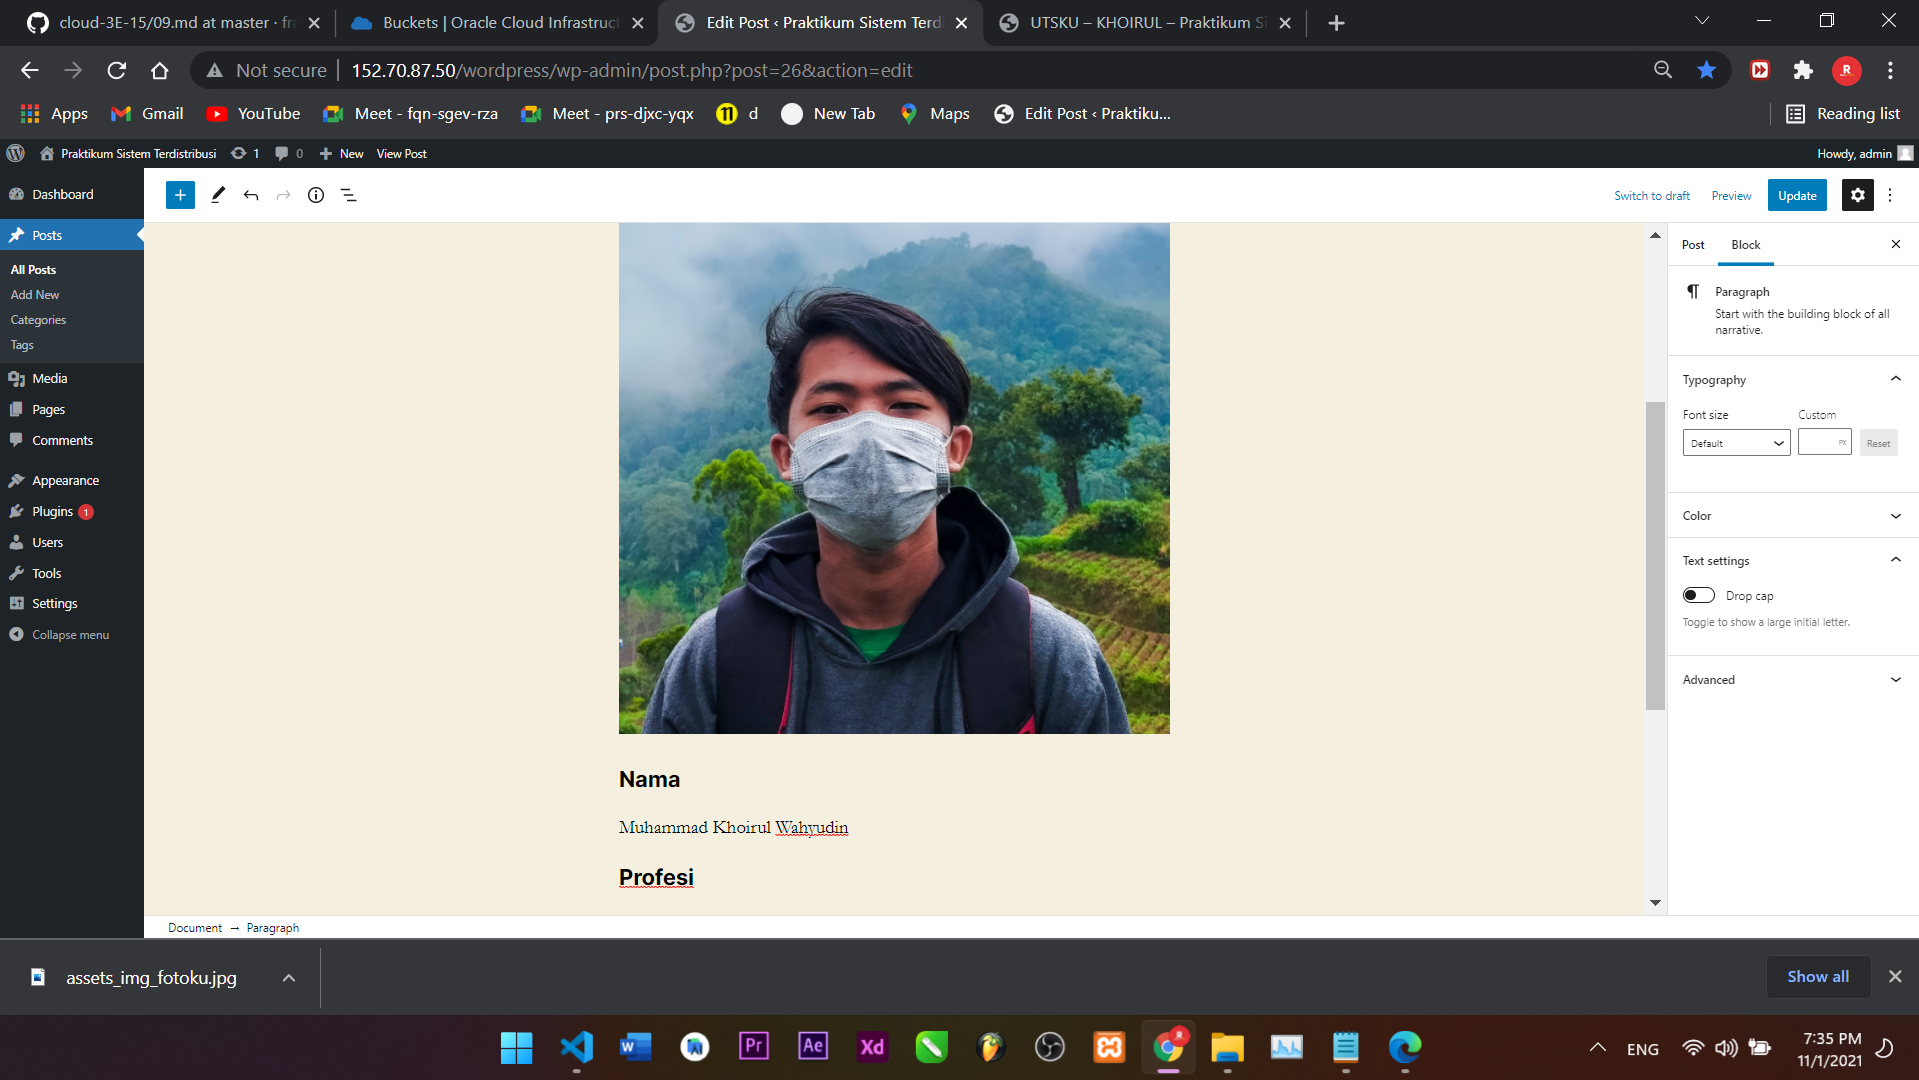 cloud-3E-15/09.md at master · fr
Buckets | Oracle Cloud Infrastruct
Edit Post ‹ Praktikum Sistem Terdi
UTSKU – KHOIRUL – Praktikum Si
Not secure
152.70.87.50/wordpress/wp-admin/post.php?post=26&action=edit
R
Apps
Gmail
YouTube
Meet - fqn-sgev-rza
Meet - prs-djxc-yqx
d
New Tab
Maps
Edit Post ‹ Praktiku...
Reading list
Praktikum Sistem Terdistribusi
1
0
New
View Post
Howdy, admin
Dashboard
Posts
All Posts
Add New
Categories
Tags
Media
Pages
Comments
Appearance
Plugins 1
Users
Tools
Settings
Collapse menu
Switch to draft
Preview
Update
Post
Block
Paragraph
Start with the building block of all
narrative.
Typography
Font size
Custom
Default
PX
Reset
Color
Text settings
Drop cap
Toggle to show a large initial letter.
Advanced
Nama
Muhammad Khoirul Wahyudin
Profesi
Document → Paragraph
assets_img_fotoku.jpg
Show all
W
Pr
Ae
Xd
R
ENG
7:35 PM
11/1/2021